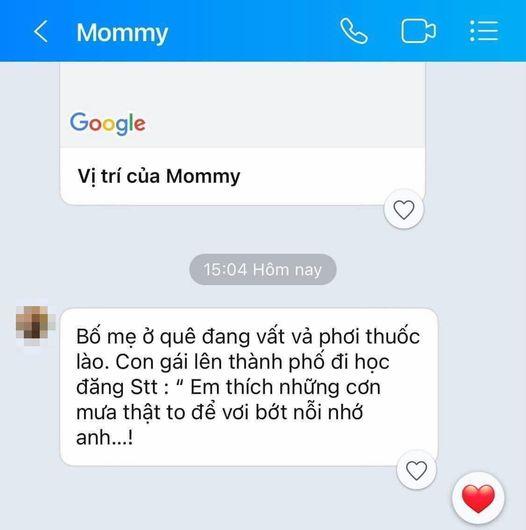 Mommy
Google
Vị trí của Mommy
15:04 Hôm nay
Bố mẹ ở quê đang vất vả phơi thuốc
lào. Con gái lên thành phố đi học
đăng Stt : “ Em thích những cơn
mưa thật to để vơi bớt nỗi nhớ
anh...!